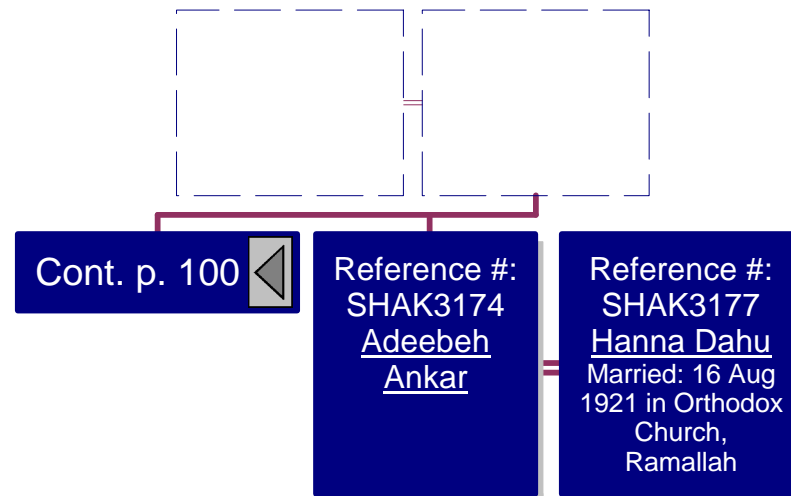 Cont. p. 100
Reference #:
SHAK3174
Adeebeh
Ankar
Reference #:
SHAK3177
Hanna Dahu
Married: 16 Aug
1921 in Orthodox
Church,
Ramallah